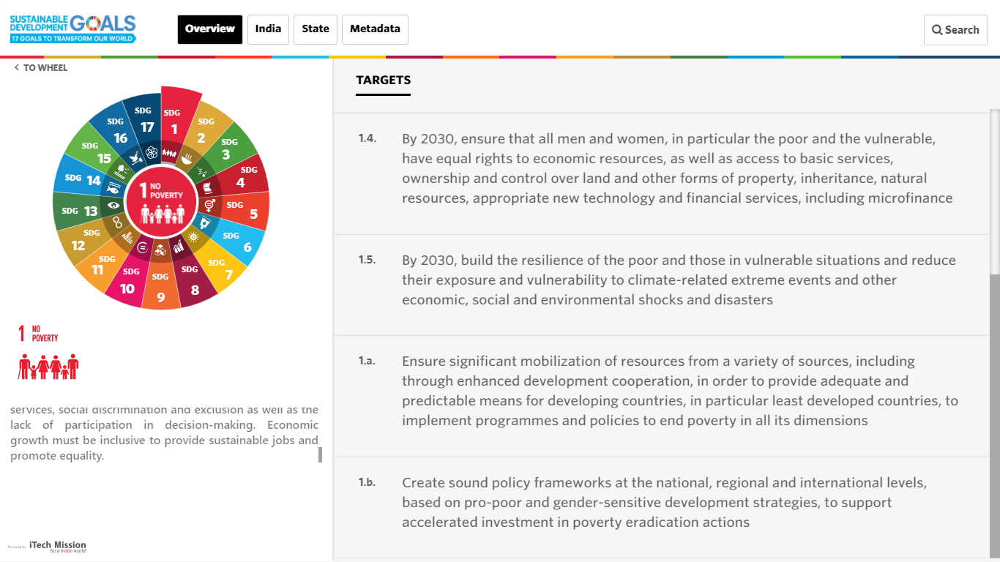 SUSTAINABLE
DEVELOPMENT
GOALS
17 GOALS TO TRANSFORM OUR WORLD
Overview
India
State
Metadata
Search
TO WHEEL
SDG
1
SDG
2
SDG
3
SDG
4
SDG
5
SDG
6
SDG
7
SDG
8
SDG
9
SDG
10
SDG
11
SDG
12
SDG 13
SDG 14
SDG
15
SDG
16
SDG
17
1 NO
POVERTY
1 NO
POVERTY
services, social discrimination and exclusion as well as the
lack of participation in decision-making. Economic
growth must be inclusive to provide sustainable jobs and
promote equality.
Powered by iTech Mission
for a better world
TARGETS
1.4. By 2030, ensure that all men and women, in particular the poor and the vulnerable,
have equal rights to economic resources, as well as access to basic services,
ownership and control over land and other forms of property, inheritance, natural
resources, appropriate new technology and financial services, including microfinance
1.5. By 2030, build the resilience of the poor and those in vulnerable situations and reduce
their exposure and vulnerability to climate-related extreme events and other
economic, social and environmental shocks and disasters
1.a. Ensure significant mobilization of resources from a variety of sources, including
through enhanced development cooperation, in order to provide adequate and
predictable means for developing countries, in particular least developed countries, to
implement programmes and policies to end poverty in all its dimensions
1.b. Create sound policy frameworks at the national, regional and international levels,
based on pro-poor and gender-sensitive development strategies, to support
accelerated investment in poverty eradication actions